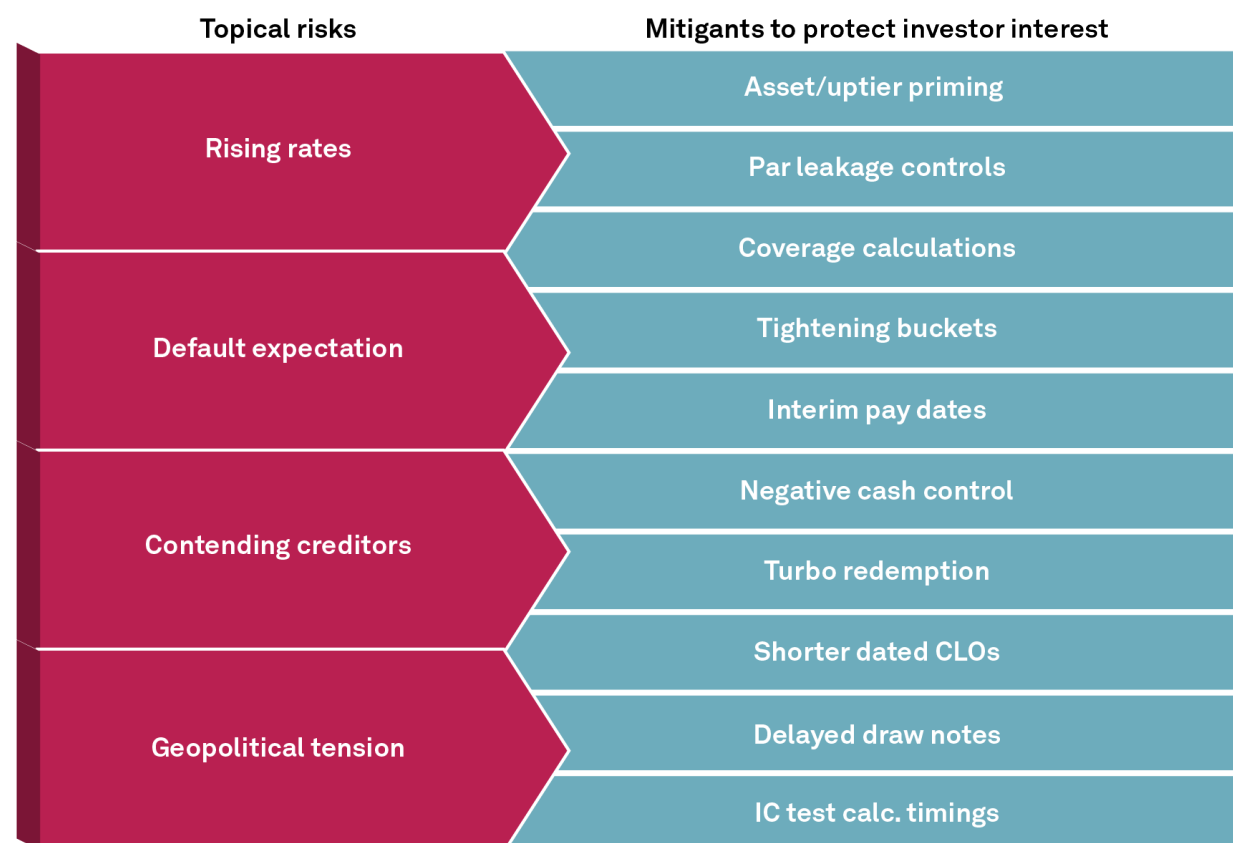 Topical risks
Mitigants to protect investor interest
Rising rates
Default expectation
Contending creditors
Geopolitical tension
Asset/uptier priming
Par leakage controls
Coverage calculations
Tightening buckets
Interim pay dates
Negative cash control
Turbo redemption
Shorter dated CLOs
Delayed draw notes
IC test calc. timings